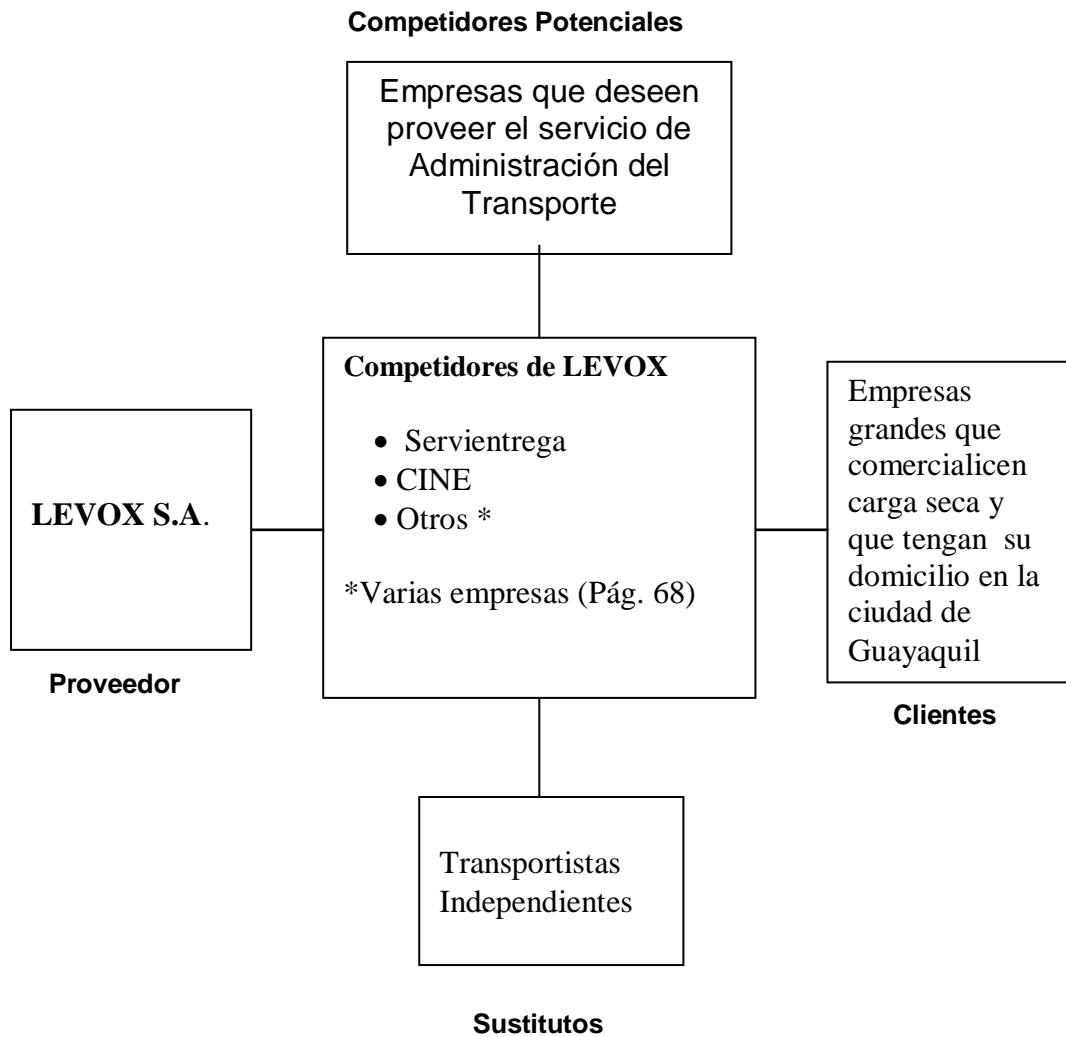 Competidores Potenciales
Empresas que deseen
proveer el servicio de
Administración del
Transporte
Competidores de LEVOX
• Servientrega
• CINE
• Otros *
*Varias empresas (Pág. 68)
LEVOX S.A.
Proveedor
Empresas
grandes que
comercialicen
carga seca y
que tengan su
domicilio en la
ciudad de
Guayaquil
Clientes
Transportistas
Independientes
Sustitutos